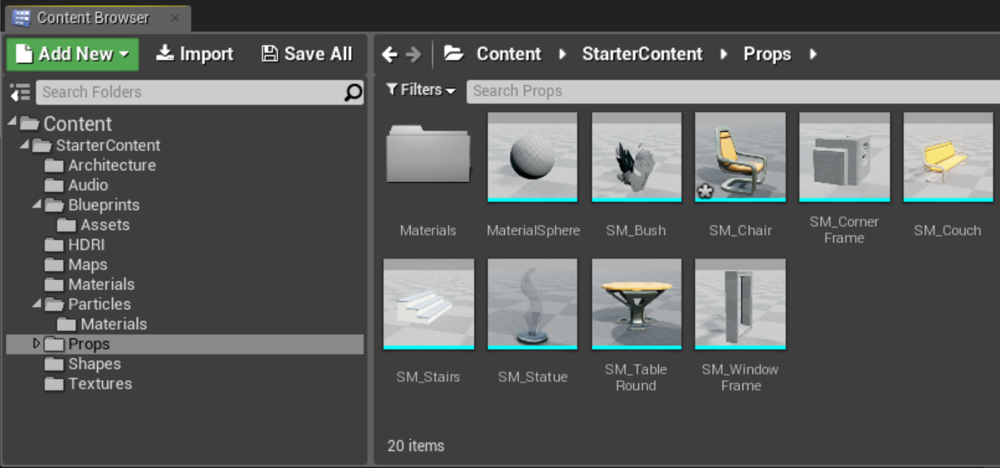 Content Browser
Add New
Import
Save All
Content
StarterContent
Props
Search Folders
Filters
Search Props
Content
StarterContent
Architecture
Audio
Blueprints
Assets
HDRI
Maps
Materials
Particles
Materials
Props
Shapes
Textures
Materials
MaterialSphere
SM_Bush
SM_Chair
SM_Corner
Frame
SM_Couch
SM_Stairs
SM_Statue
SM_Table
Round
SM_Window
Frame
20 items